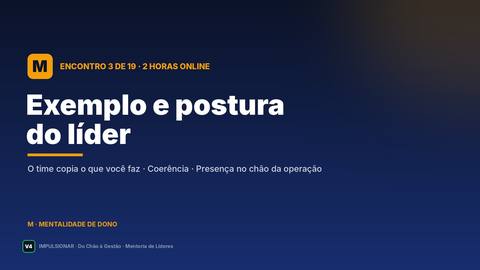 M
ENCONTRO 3 DE 19 · 2 HORAS ONLINE
Exemplo e postura
do líder
O time copia o que você faz · Coerência · Presença no chão da operação
M · MENTALIDADE DE DONO
V4 IMPULSIONAR · Do Chão à Gestão · Mentoria de Líderes